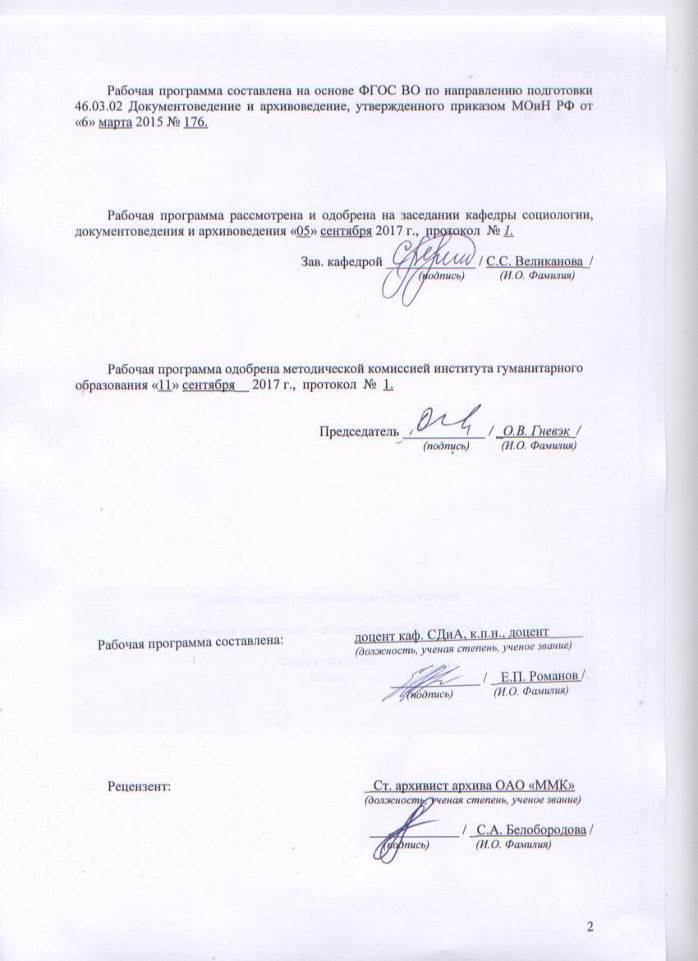 Рабочая программа составлена на основе ФГОС ВО по направлению подготовки
46.03.02 Документоведение и архивоведение, утвержденного приказом МОиН РФ от
«6» марта 2015 № 176.
Рабочая программа рассмотрена и одобрена на заседании кафедры социологии,
документоведения и архивоведения «05» сентября 2017 г., протокол № 1.
Зав. кафедрой / С.С. Великанова /
(подпись) (И.О. Фамилия)
Рабочая программа одобрена методической комиссией института гуманитарного
образования «11» сентября 2017 г., протокол № 1.
Председатель / О.В. Гневэк /
(подпись) (И.О. Фамилия)
Рабочая программа составлена: доцент каф. СДиА, к.п.н., доцент
(должность, ученая степень, ученое звание)
/ Е.П. Романов /
(подпись) (И.О. Фамилия)
Рецензент: Ст. архивист архива ОАО «ММК»
(должность, ученая степень, ученое звание)
/ С.А. Белобородова /
(подпись) (И.О. Фамилия)
2